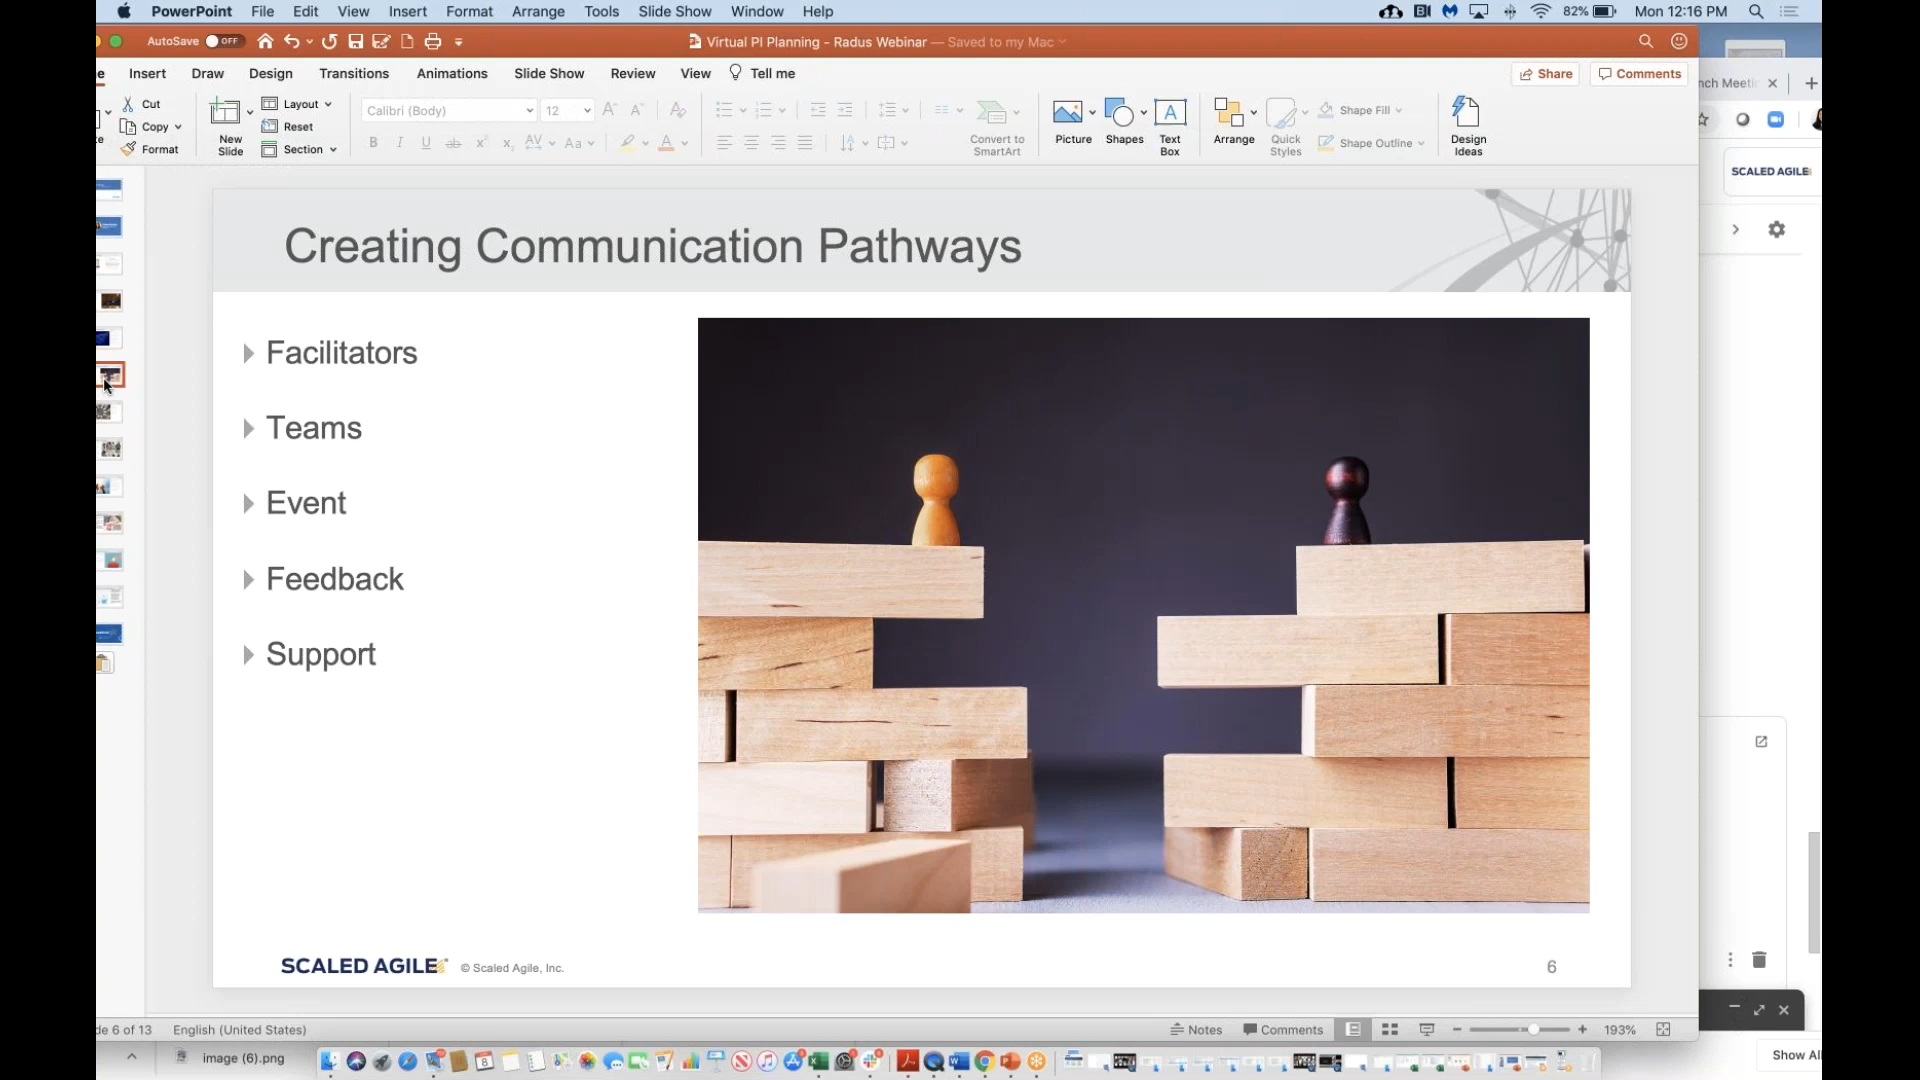 PowerPoint File Edit View Insert Format Arrange Tools Slide Show Window Help 82% Mon 12:16 PM
AutoSave OFF Virtual PI Planning - Radus Webinar — Saved to my Mac
Insert Draw Design Transitions Animations Slide Show Review View Tell me Share Comments
Cut
Copy
Format
New Slide
Layout
Reset
Section
Calibri (Body) 12
Convert to SmartArt
Picture Shapes Text Box Arrange Quick Styles
Shape Fill
Shape Outline
Design Ideas
SCALED AGILE
Creating Communication Pathways
Facilitators
Teams
Event
Feedback
Support
SCALED AGILE © Scaled Agile, Inc. 6
6 of 13 English (United States) Notes Comments 193%
image (6).png
Show All